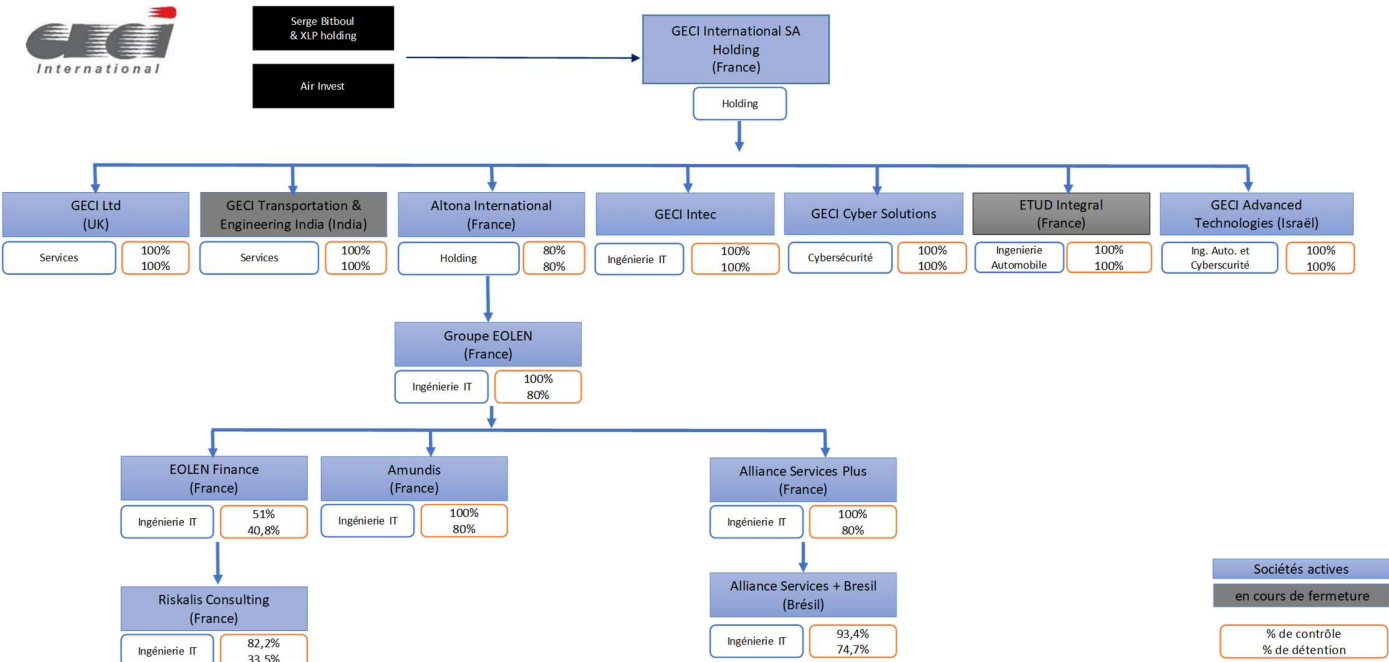 GECI
International
Serge Bitboul
& XLP holding
Air Invest
GECI International SA
Holding
(France)
Holding
GECI Ltd
(UK)
Services
100%
100%
GECI Transportation &
Engineering India (India)
Services
100%
100%
Altona International
(France)
Holding
80%
80%
GECI Intec
Ingénierie IT
100%
100%
GECI Cyber Solutions
Cybersécurité
100%
100%
ETUD Integral
(France)
Ingenierie
Automobile
100%
100%
GECI Advanced
Technologies (Israël)
Ing. Auto. et
Cyberscurité
100%
100%
Groupe EOLEN
(France)
Ingénierie IT
100%
80%
EOLEN Finance
(France)
Ingénierie IT
51%
40,8%
Amundis
(France)
Ingénierie IT
100%
80%
Alliance Services Plus
(France)
Ingénierie IT
100%
80%
Riskalis Consulting
(France)
Ingénierie IT
82,2%
33,5%
Alliance Services + Bresil
(Brésil)
Ingénierie IT
93,4%
74,7%
Sociétés actives
en cours de fermeture
% de contrôle
% de détention